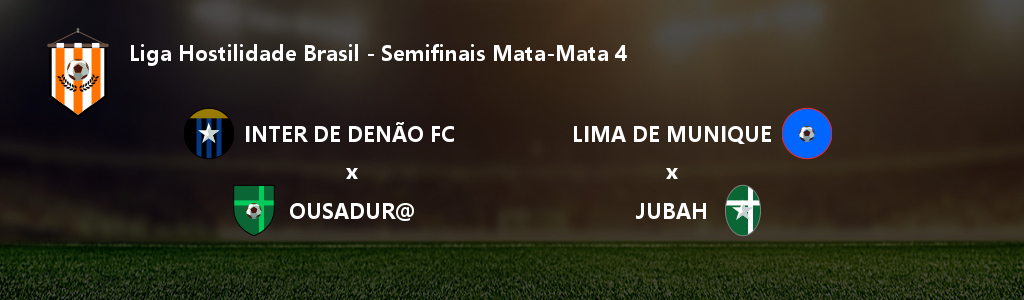 Liga Hostilidade Brasil - Semifinais Mata-Mata 4
INTER DE DENÃO FC
x
OUSADUR@
LIMA DE MUNIQUE
x
JUBAH